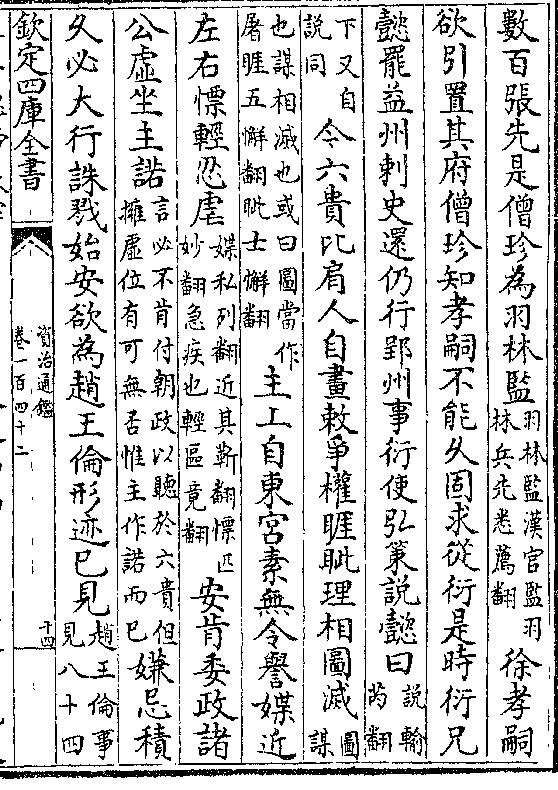 數百張先是僧珍為羽林監羽林監漢官監羽林兵先悉薦翻徐孝嗣
欲引置其府僧珍知孝嗣不能久固求從衍是時衍兄
懿罷益州刺史還仍行郢州事衍使弘策說懿曰說輸芮翻
下又自說同令六貴比肩人自畫敕爭權睚眦理相圖滅圖謀
也謀相滅也或曰圖當作屠睚五懈翻眦士懈翻主上自東宮素無令譽媟近
左右慓輕忍虐媟私列翻近其靳翻慓匹妙翻急疾也輕區竟翻安肯委政諸
公虛坐主諾言必不肯付朝政以聽於六貴但擁虛位有可無否惟主作諾而已嫌忌積
久必大行誅戮始安欲為趙王倫形迹已見趙王倫事見八十四
欽定四庫全書
資治通鑑
卷一百四十二
十四